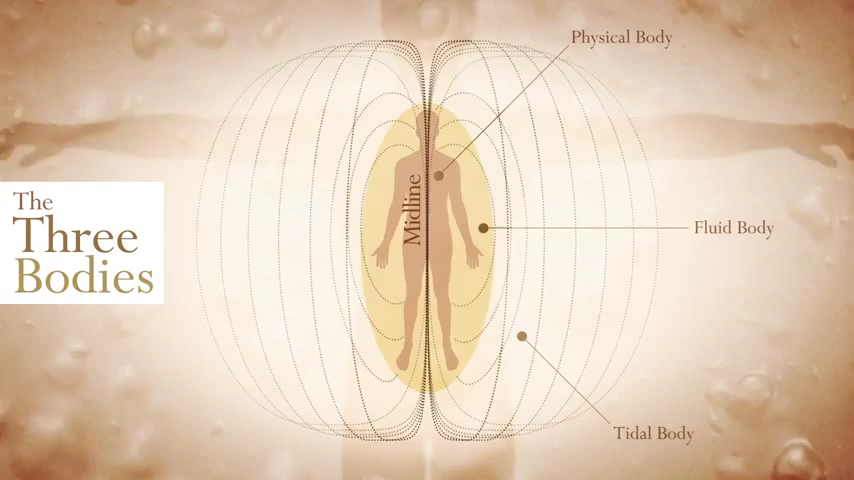 The
Three
Bodies
Physical Body
Midline
Fluid Body
Tidal Body